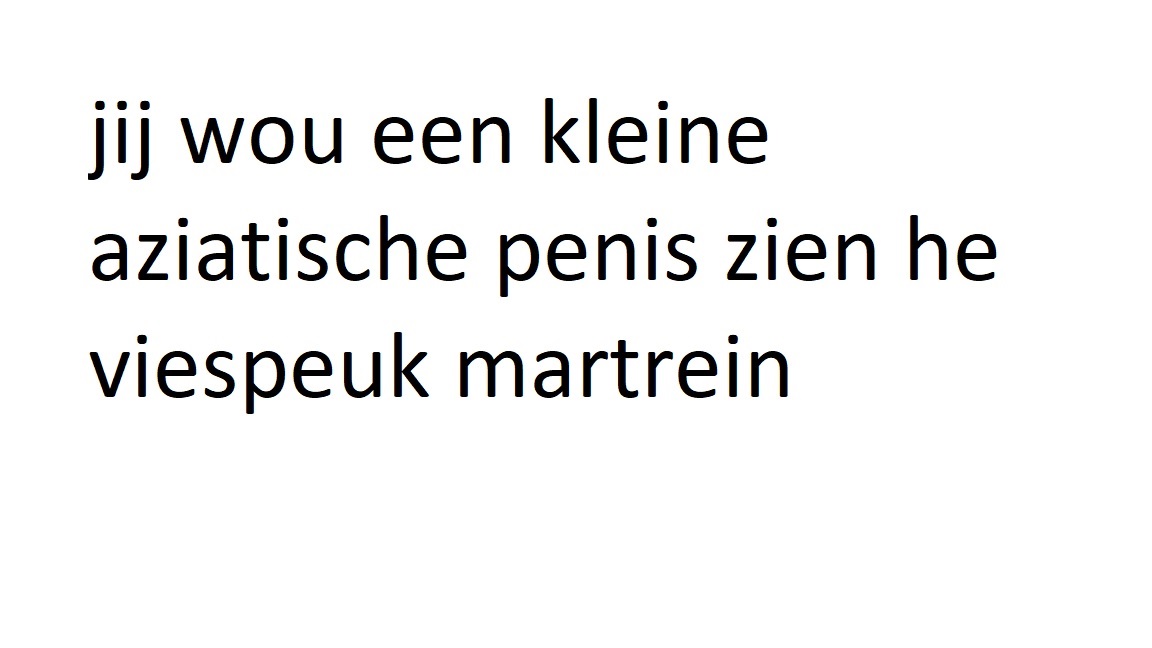 jij wou een kleine
aziatische penis zien he
viespeuk martrein